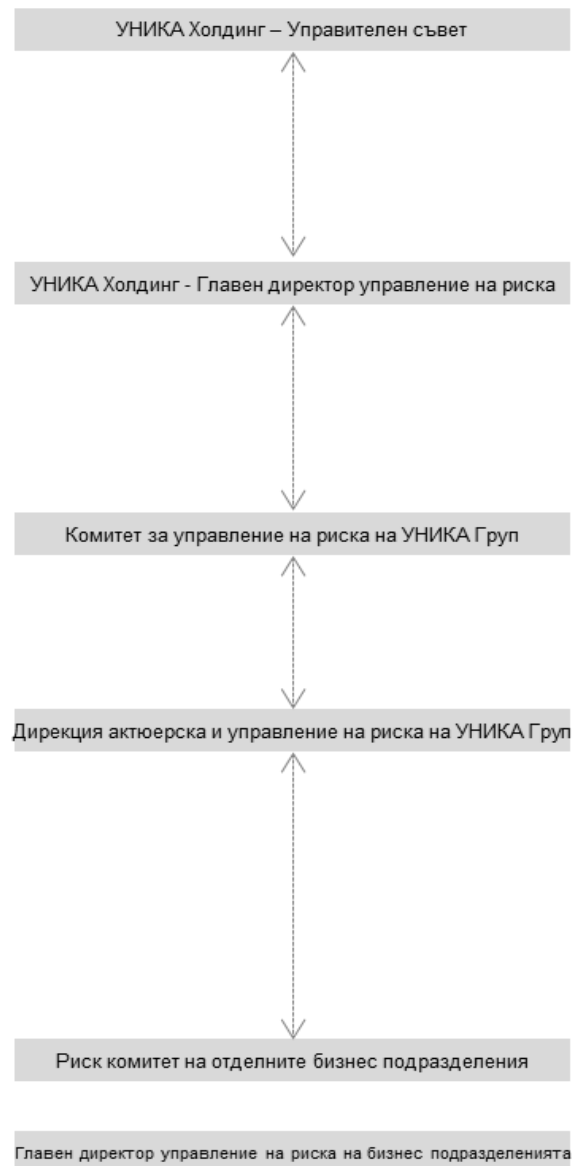 УНИКА Холдинг – Управителен съвет
УНИКА Холдинг - Главен директор управление на риска
Комитет за управление на риска на УНИКА Груп
Дирекция актюерска и управление на риска на УНИКА Груп
Риск комитет на отделните бизнес подразделения
Главен директор управление на риска на бизнес подразделенията